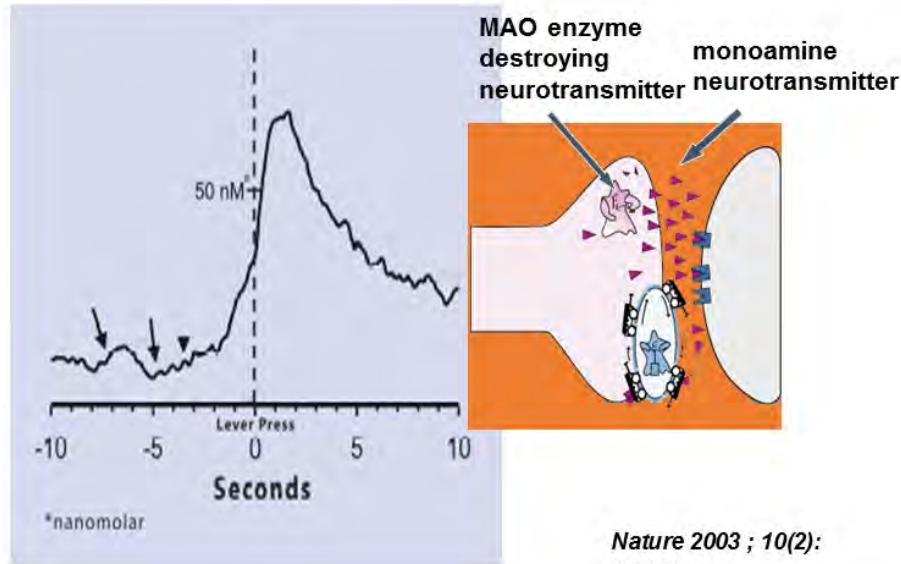 MAO enzyme
destroying
neurotransmitter
monoamine
neurotransmitter
50 nM*
Lever Press
-10 -5 0 5 10
Seconds
*nanomolar
Nature 2003 ; 10(2):